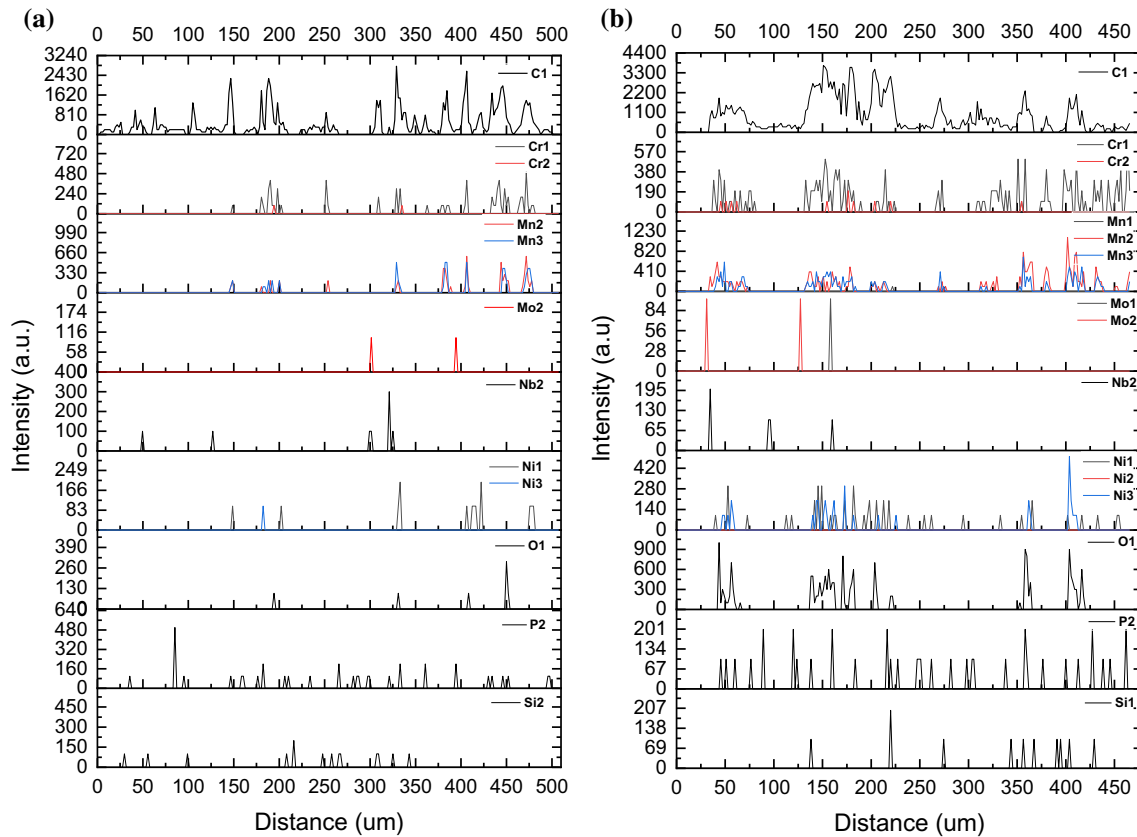 (a)
0 50 100 150 200 250 300 350 400 450 500
3240
2430
1620
810
0
C1
720
480
240
0
Cr1
Cr2
990
660
330
0
Mn2
Mn3
174
116
58
0
Mo2
400
300
200
100
0
Nb2
249
166
83
0
Ni1
Ni3
390
260
130
0
O1
640
480
320
160
0
P2
450
300
150
0
Si2
0 50 100 150 200 250 300 350 400 450 500
Distance (um)
Intensity (a.u.)
(b)
0 50 100 150 200 250 300 350 400 450
4400
3300
2200
1100
0
C1
570
380
190
0
Cr1
Cr2
1230
820
410
0
Mn1
Mn2
Mn3
84
56
28
0
Mo1
Mo2
195
130
65
0
Nb2
420
280
140
0
Ni1
Ni2
Ni3
900
600
300
0
O1
201
134
67
0
P2
207
138
69
0
Si1
0 50 100 150 200 250 300 350 400 450
Distance (um)
Intensity (a.u)